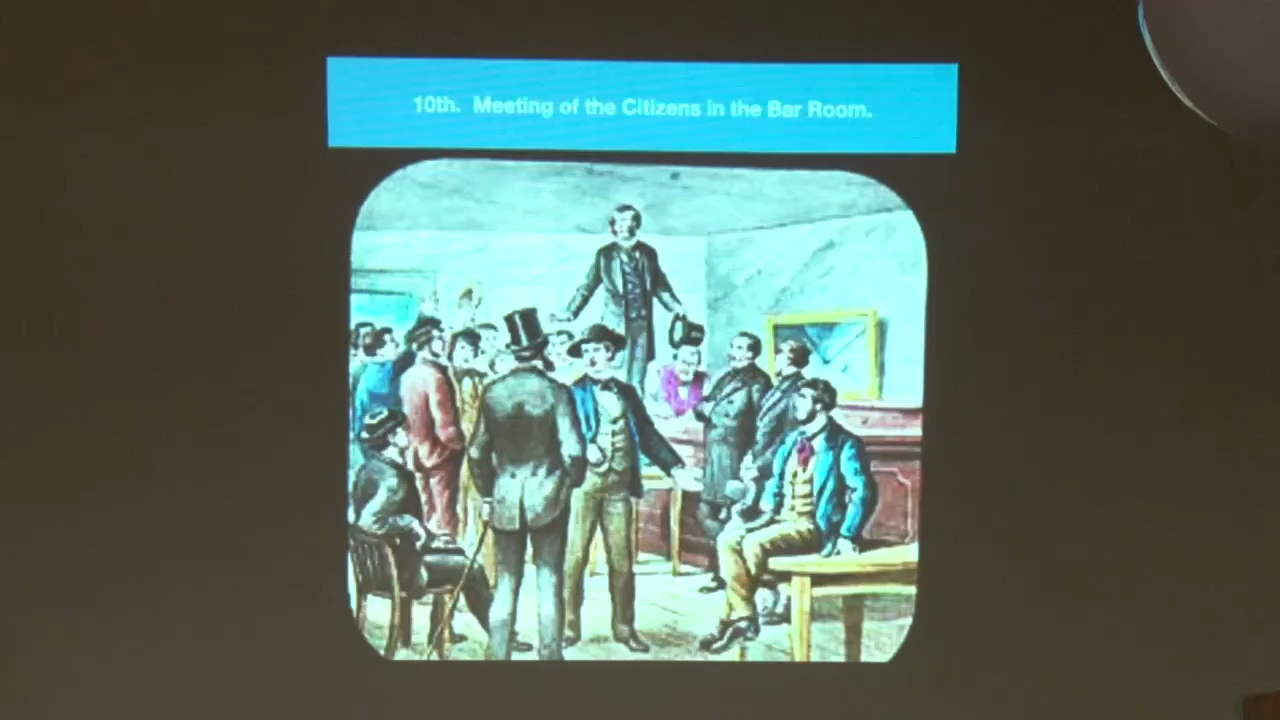 10th. Meeting of the Citizens in the Bar Room.